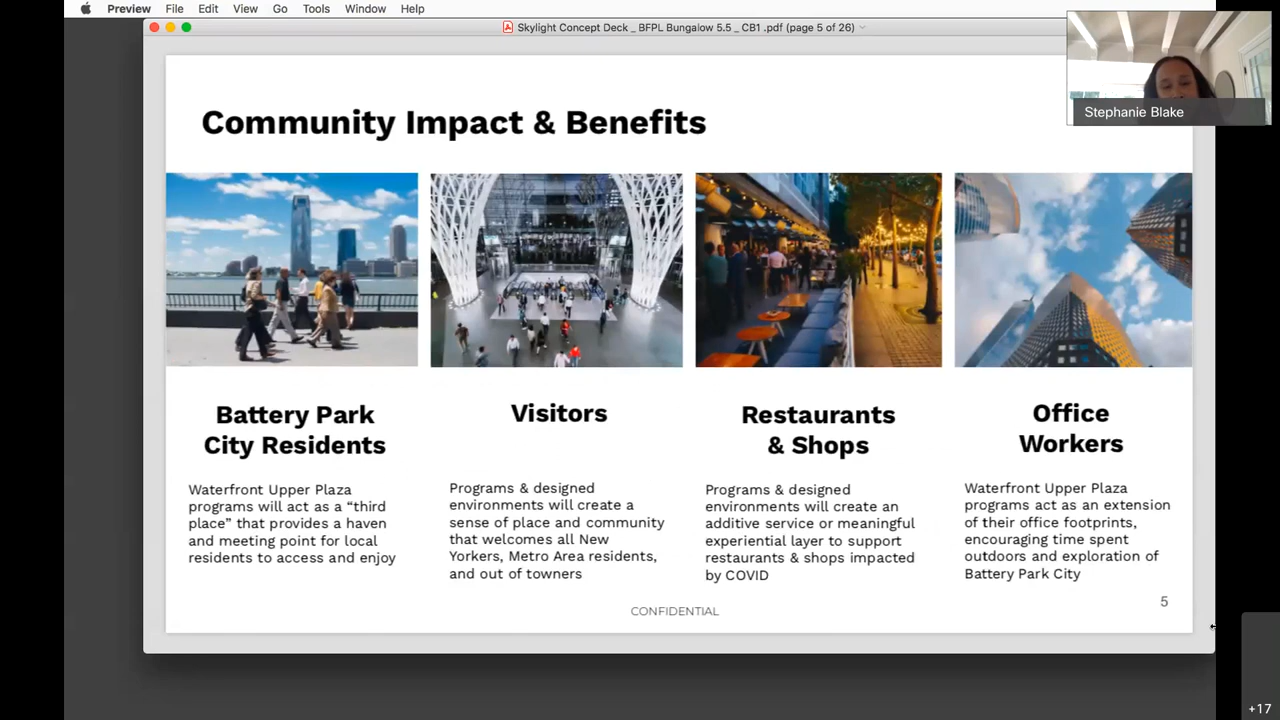 Preview File Edit View Go Tools Window Help
Skylight Concept Deck _ BFPL Bungalow 5.5 _ CB1 .pdf (page 5 of 26)
Stephanie Blake
Community Impact & Benefits
Battery Park
City Residents
Waterfront Upper Plaza
programs will act as a “third
place” that provides a haven
and meeting point for local
residents to access and enjoy
Visitors
Programs & designed
environments will create a
sense of place and community
that welcomes all New
Yorkers, Metro Area residents,
and out of towners
Restaurants
& Shops
Programs & designed
environments will create an
additive service or meaningful
experiential layer to support
restaurants & shops impacted
by COVID
Office
Workers
Waterfront Upper Plaza
programs act as an extension
of their office footprints,
encouraging time spent
outdoors and exploration of
Battery Park City
CONFIDENTIAL
5
+17